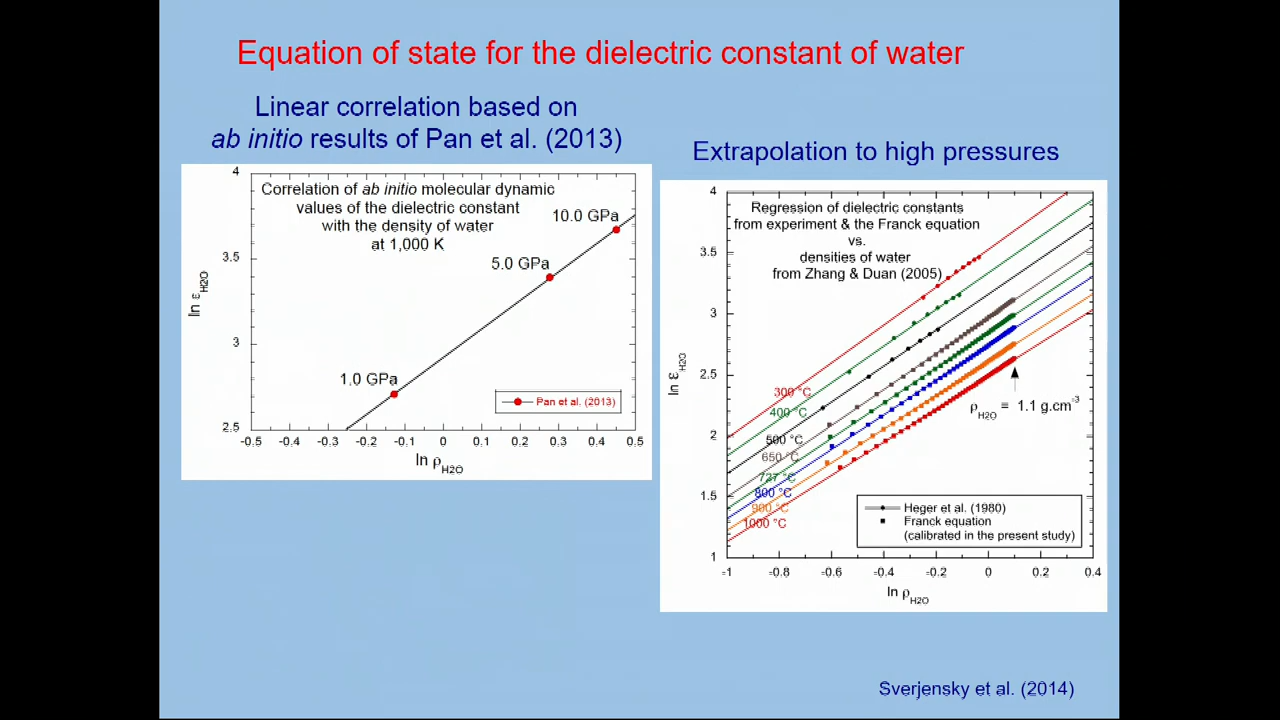 Equation of state for the dielectric constant of water
Linear correlation based on
ab initio results of Pan et al. (2013)
Correlation of ab initio molecular dynamic
values of the dielectric constant
with the density of water
at 1,000 K
10.0 GPa
5.0 GPa
1.0 GPa
Pan et al. (2013)
4
3.5
3
2.5
ln εH2O
-0.5 -0.4 -0.3 -0.2 -0.1 0 0.1 0.2 0.3 0.4 0.5
ln ρH2O
Extrapolation to high pressures
Regression of dielectric constants
from experiment & the Franck equation
vs.
densities of water
from Zhang & Duan (2005)
4
3.5
3
2.5
2
1.5
1
ln εH2O
300 °C
400 °C
500 °C
650 °C
727 °C
800 °C
900 °C
1000 °C
ρH2O = 1.1 g.cm-3
Heger et al. (1980)
Franck equation
(calibrated in the present study)
-1 -0.8 -0.6 -0.4 -0.2 0 0.2 0.4
ln ρH2O
Sverjensky et al. (2014)